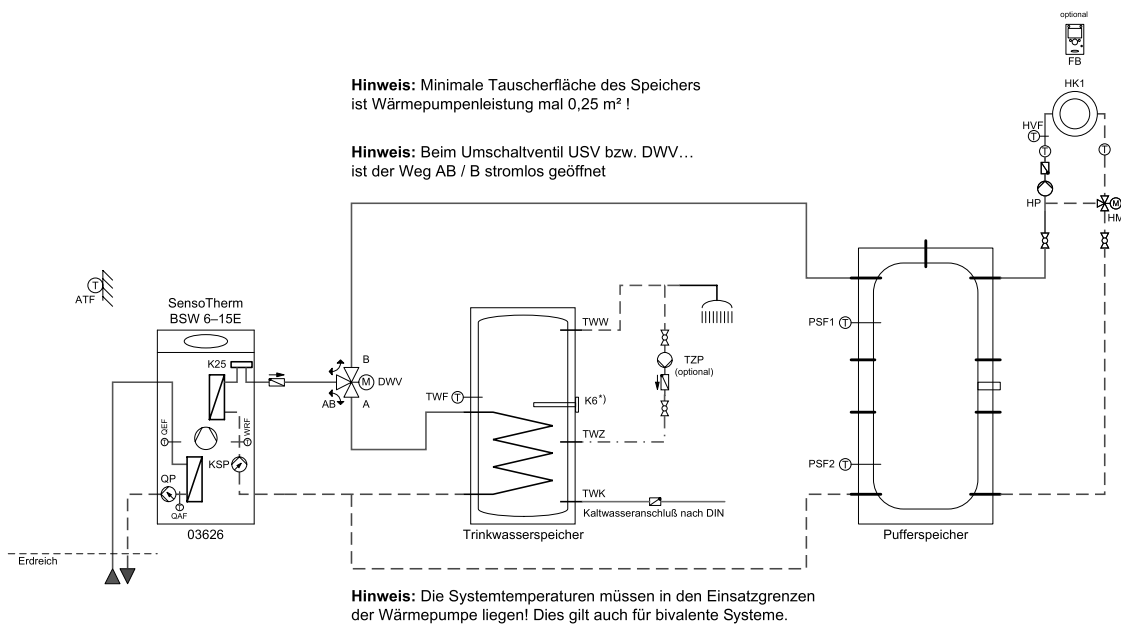 optional
FB
HK1
HVF
T
T
T
HP
M
HM
Hinweis: Minimale Tauscherfläche des Speichers
ist Wärmepumpenleistung mal 0,25 m² !
Hinweis: Beim Umschaltventil USV bzw. DWV…
ist der Weg AB / B stromlos geöffnet
T
ATF
SensoTherm
BSW 6–15E
K25
QEF
T
WRF
T
KSP
QP
QAF
T
03626
Erdreich
B
M
DWV
AB
A
TWW
TWF
T
K6*)
TWZ
TWK
TZP
(optional)
Kaltwasseranschluß nach DIN
Trinkwasserspeicher
PSF1
T
PSF2
T
Pufferspeicher
Hinweis: Die Systemtemperaturen müssen in den Einsatzgrenzen
der Wärmepumpe liegen! Dies gilt auch für bivalente Systeme.